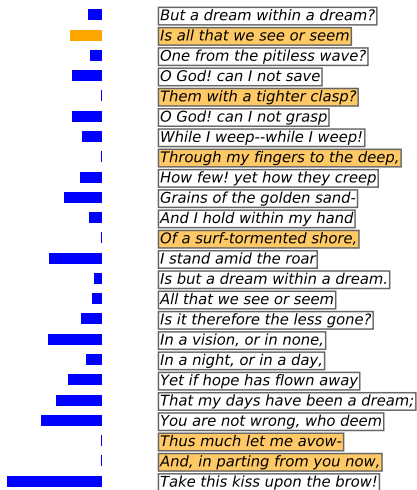 But a dream within a dream?
Is all that we see or seem
One from the pitiless wave?
O God! can I not save
Them with a tighter clasp?
O God! can I not grasp
While I weep--while I weep!
Through my fingers to the deep,
How few! yet how they creep
Grains of the golden sand-
And I hold within my hand
Of a surf-tormented shore,
I stand amid the roar
Is but a dream within a dream.
All that we see or seem
Is it therefore the less gone?
In a vision, or in none,
In a night, or in a day,
Yet if hope has flown away
That my days have been a dream;
You are not wrong, who deem
Thus much let me avow-
And, in parting from you now,
Take this kiss upon the brow!